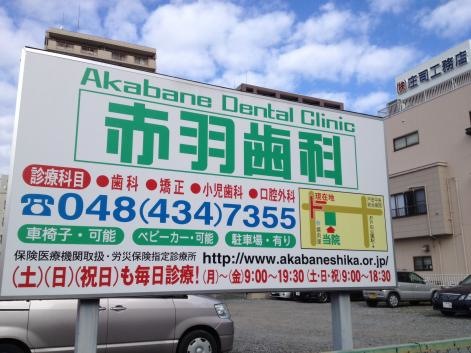 Akabane Dental Clinic
赤羽歯科
診療科目 ●歯科 ●矯正 ●小児歯科 ●口腔外科
☎048(434)7355
車椅子・可能 ベビーカー・可能 駐車場・有り
保険医療機関取扱・労災保険指定診療所 http://www.akabaneshika.or.jp/
(土)(日)(祝日)も毎日診療! (月)〜(金)9:00〜19:30 (土・日・祝)9:00〜18:30
現在地
当院
㈱庄司工務店